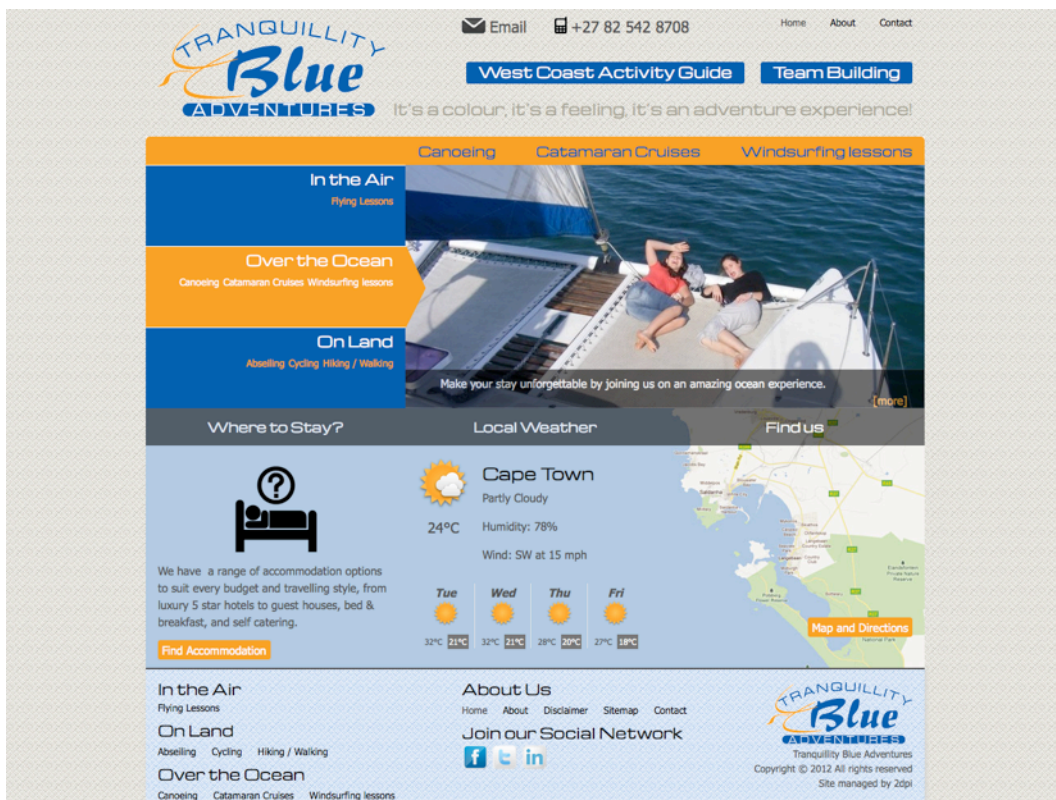 TRANQUILLITY
Blue
ADVENTURES
Email
+27 82 542 8708
Home About Contact
West Coast Activity Guide
Team Building
It's a colour, it's a feeling, it's an adventure experience!
Canoeing Catamaran Cruises Windsurfing lessons
In the Air
Flying Lessons
Over the Ocean
Canoeing Catamaran Cruises Windsurfing lessons
On Land
Abseiling Cycling Hiking / Walking
Make your stay unforgettable by joining us on an amazing ocean experience.
[more]
Where to Stay?
We have a range of accommodation options
to suit every budget and travelling style, from
luxury 5 star hotels to guest houses, bed &
breakfast, and self catering.
Find Accommodation
Local Weather
Cape Town
Partly Cloudy
24°C
Humidity: 78%
Wind: SW at 15 mph
Tue Wed Thu Fri
32°C 21°C 32°C 21°C 28°C 20°C 27°C 18°C
Find us
Map and Directions
In the Air
Flying Lessons
On Land
Abseiling Cycling Hiking / Walking
Over the Ocean
Canoeing Catamaran Cruises Windsurfing lessons
About Us
Home About Disclaimer Sitemap Contact
Join our Social Network
f t in
TRANQUILLITY
Blue
ADVENTURES
Tranquillity Blue Adventures
Copyright © 2012 All rights reserved
Site managed by 2dpi